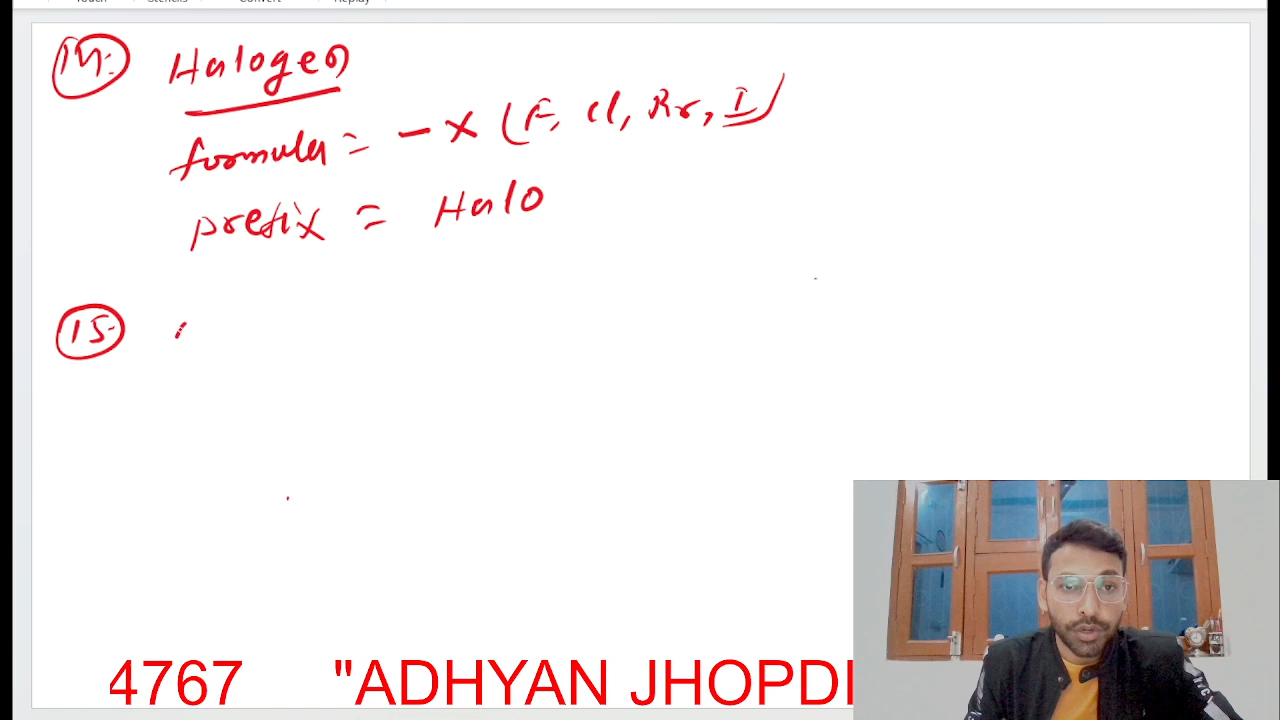 14. Halogen
formula = - X (F, Cl, Br, I)
prefix = Halo
15.
4767 "ADHYAN JHOPDI